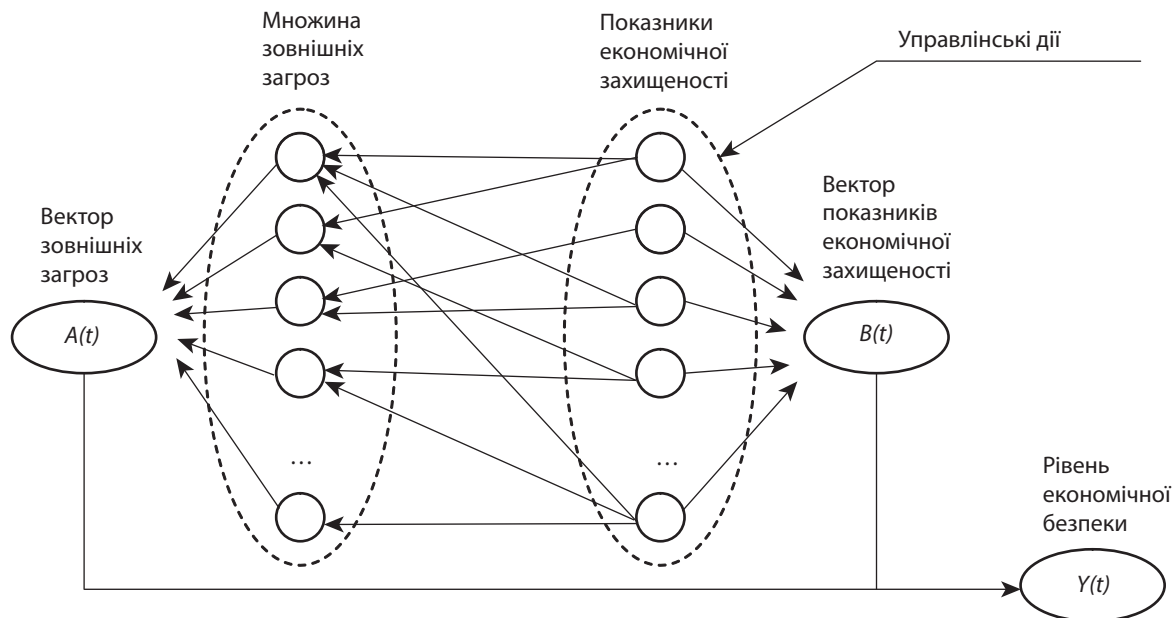 Множина
зовнішніх
загроз
Показники
економічної
захищеності
Управлінські дії
Вектор
зовнішніх
загроз
Вектор
показників
економічної
захищеності
A(t)
B(t)
...
...
Рівень
економічної
безпеки
Y(t)